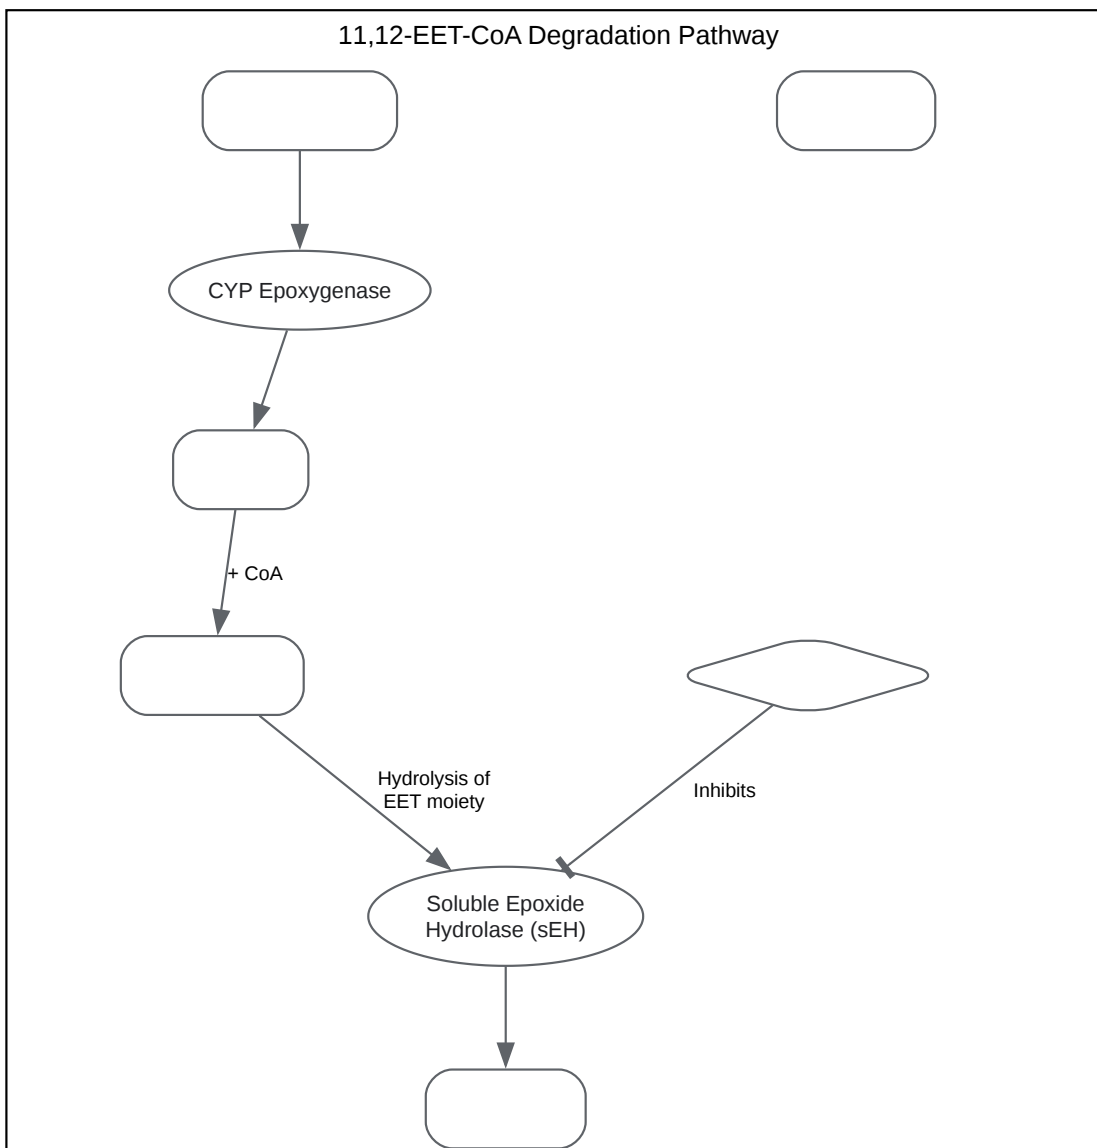 11,12-EET-CoA Degradation Pathway
CYP Epoxygenase
+ CoA
Hydrolysis of
EET moiety
Inhibits
Soluble Epoxide
Hydrolase (sEH)